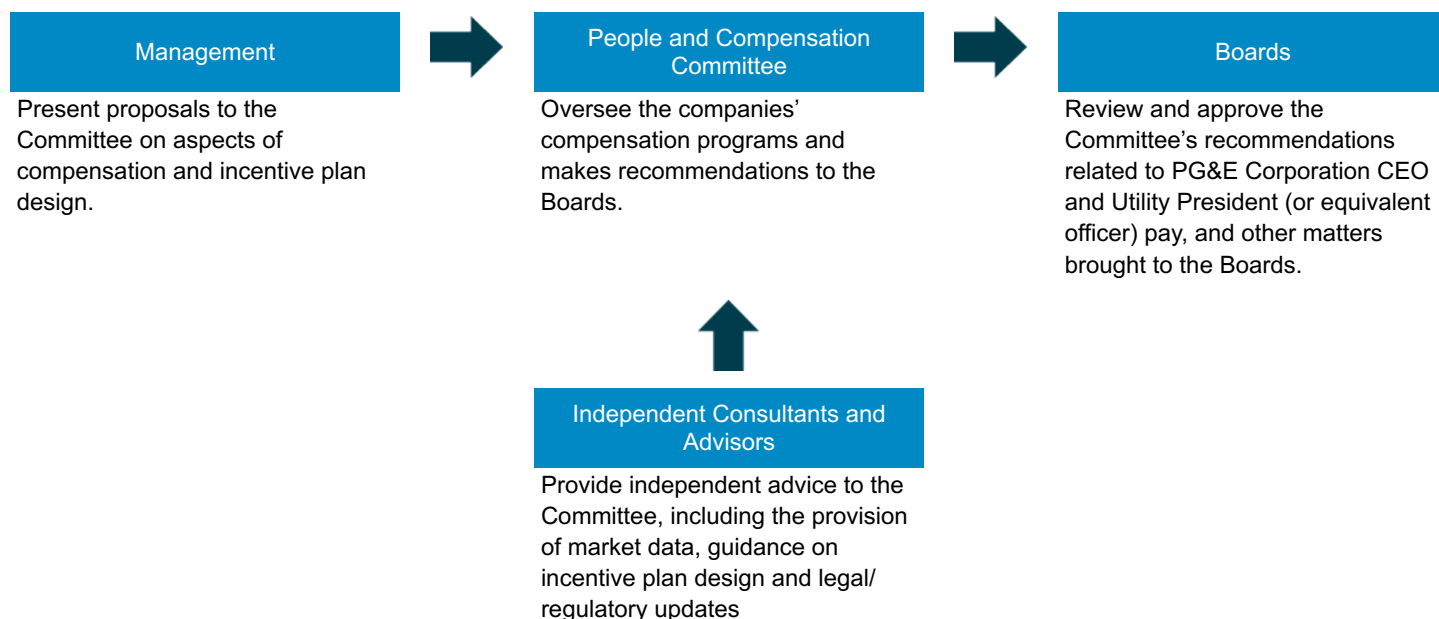 Management
Present proposals to the
Committee on aspects of
compensation and incentive plan
design.
People and Compensation
Committee
Oversee the companies’
compensation programs and
makes recommendations to the
Boards.
Boards
Review and approve the
Committee’s recommendations
related to PG&E Corporation CEO
and Utility President (or equivalent
officer) pay, and other matters
brought to the Boards.
Independent Consultants and
Advisors
Provide independent advice to the
Committee, including the provision
of market data, guidance on
incentive plan design and legal/
regulatory updates